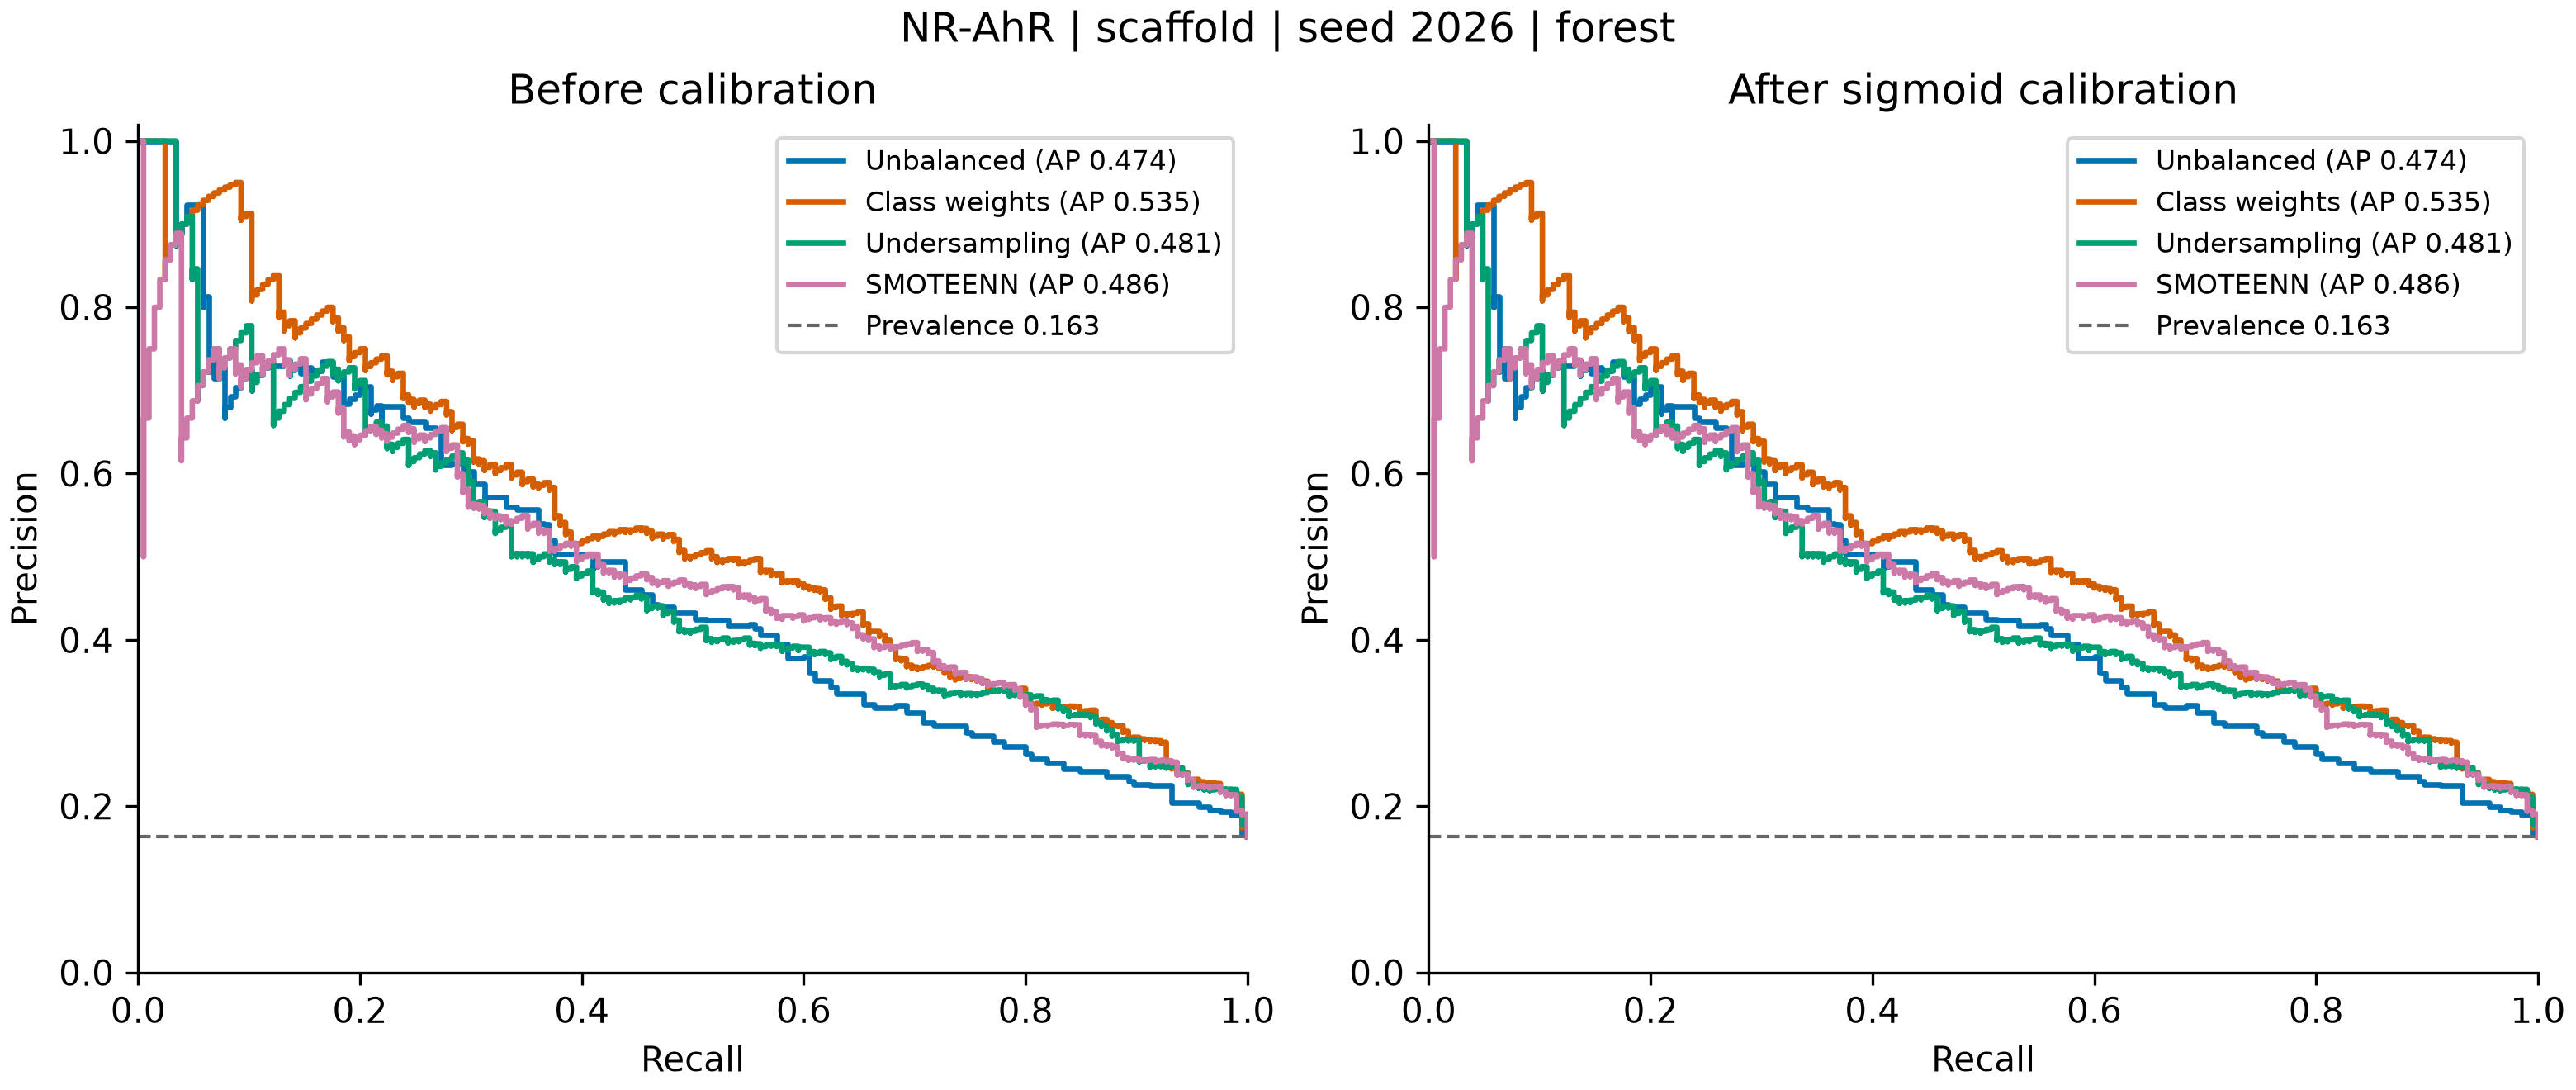 NR-AhR | scaffold | seed 2026 | forest
Before calibration
Precision
1.0
0.8
0.6
0.4
0.2
0.0
Unbalanced (AP 0.474)
Class weights (AP 0.535)
Undersampling (AP 0.481)
SMOTEENN (AP 0.486)
Prevalence 0.163
0.0 0.2 0.4 0.6 0.8 1.0
Recall
After sigmoid calibration
Precision
1.0
0.8
0.6
0.4
0.2
0.0
Unbalanced (AP 0.474)
Class weights (AP 0.535)
Undersampling (AP 0.481)
SMOTEENN (AP 0.486)
Prevalence 0.163
0.0 0.2 0.4 0.6 0.8 1.0
Recall